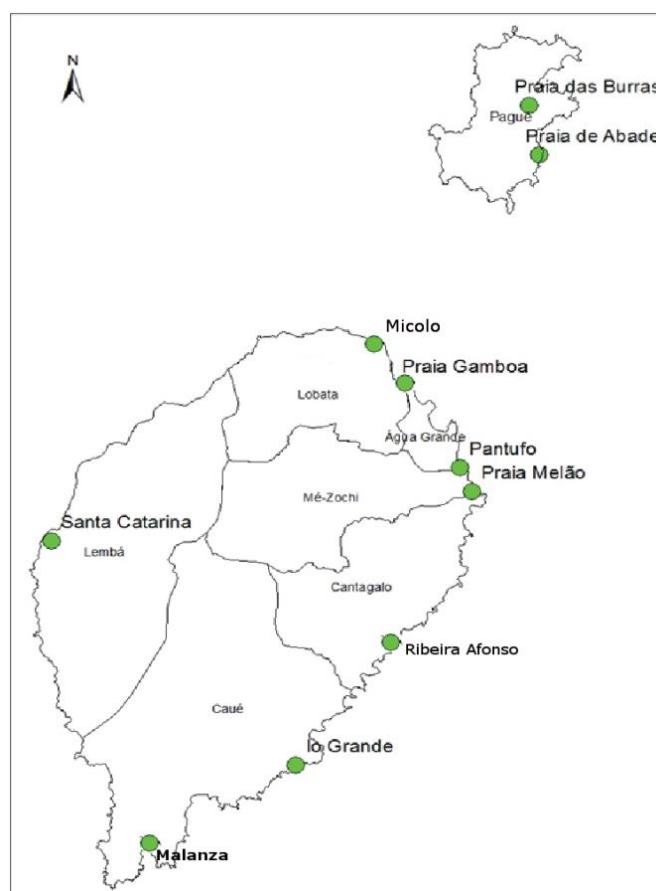 N
Praia das Burras
Pagué
Praia de Abade
Micolo
Praia Gamboa
Lobata
Água Grande
Pantufo
Praia Melão
Mé-Zochi
Santa Catarina
Lembá
Cantagalo
Ribeira Afonso
Caué
Io Grande
Malanza